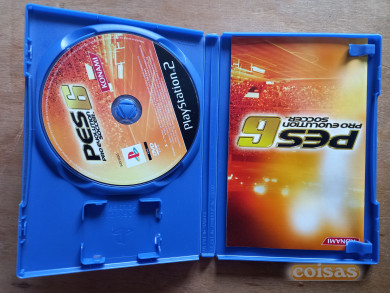 PES 6
PRO EVOLUTION
SOCCER
KONAMI
PlayStation 2
PES 6
PRO EVOLUTION
SOCCER
KONAMI
coisas